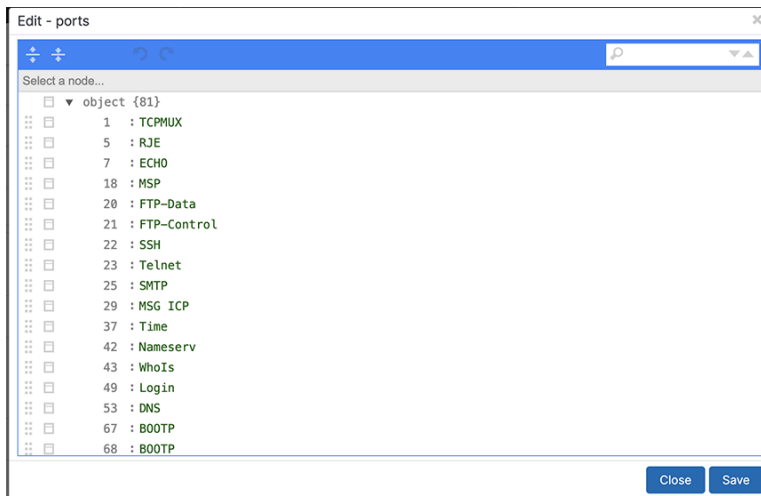 Edit - ports
Select a node...
object {81}
1 : TCPMUX
5 : RJE
7 : ECHO
18 : MSP
20 : FTP-Data
21 : FTP-Control
22 : SSH
23 : Telnet
25 : SMTP
29 : MSG ICP
37 : Time
42 : Nameserv
43 : WhoIs
49 : Login
53 : DNS
67 : BOOTP
68 : BOOTP
Close Save